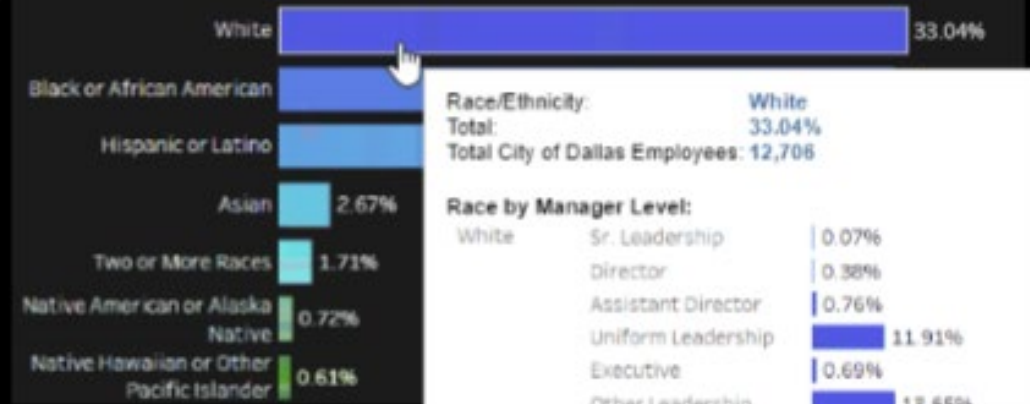 White 33.04%
Black or African American
Hispanic or Latino
Asian 2.67%
Two or More Races 1.71%
Native American or Alaska
Native 0.72%
Native Hawaiian or Other
Pacific Islander 0.61%
Race/Ethnicity: White
Total: 33.04%
Total City of Dallas Employees: 12,706
Race by Manager Level:
White Sr. Leadership 0.07%
Director 0.38%
Assistant Director 0.76%
Uniform Leadership 11.91%
Executive 0.69%
Other Leadership